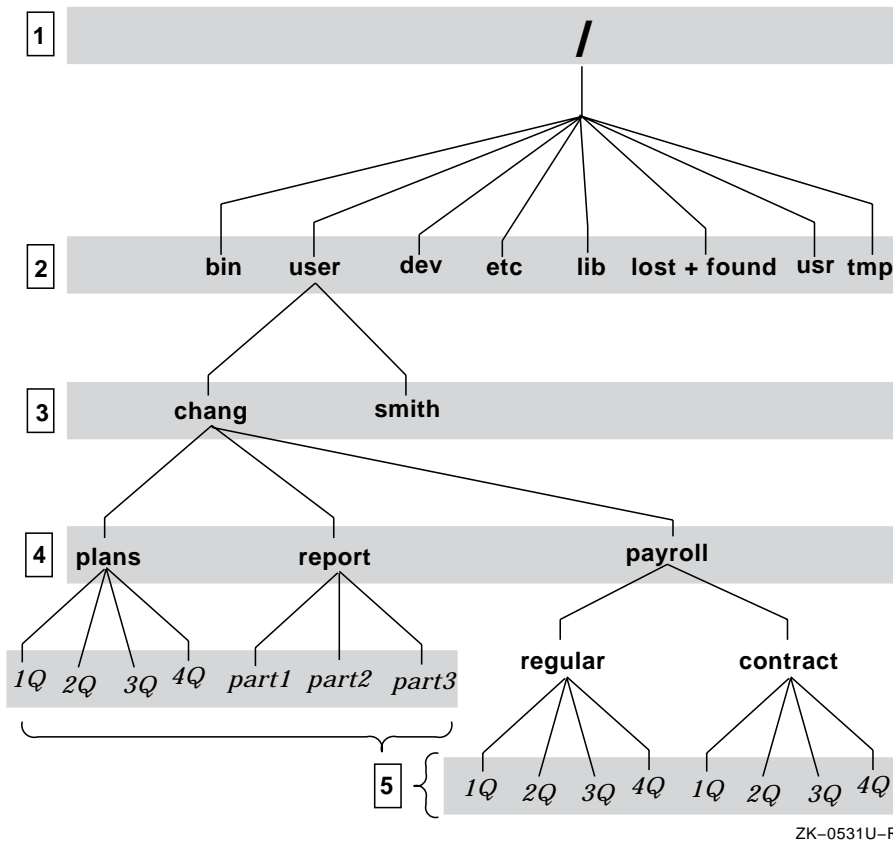 1
/
2
bin user dev etc lib lost + found usr tmp
3
chang smith
4
plans report payroll
regular contract
1Q 2Q 3Q 4Q part1 part2 part3
5
1Q 2Q 3Q 4Q 1Q 2Q 3Q 4Q
ZK–0531U–R